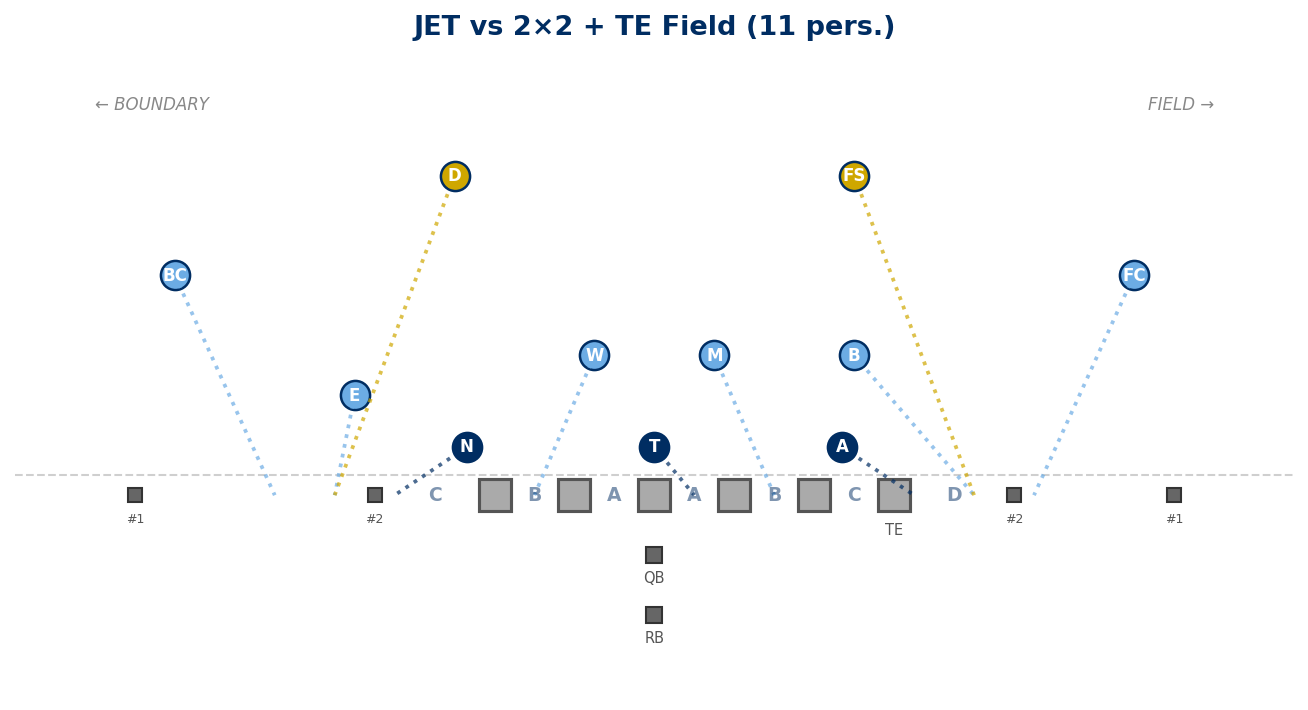 JET vs 2×2 + TE Field (11 pers.)
← BOUNDARY
FIELD →
D
FS
BC
FC
W
M
B
E
N
T
A
C
B
A
A
B
C
D
#1
#2
TE
#2
#1
QB
RB